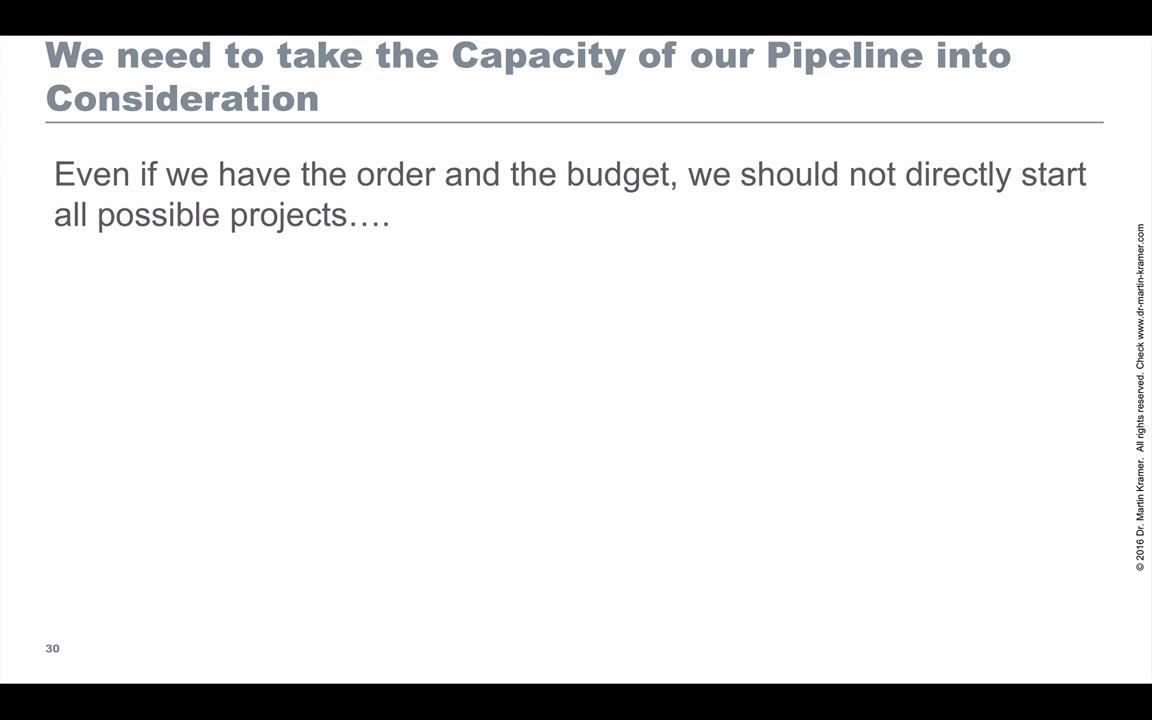 We need to take the Capacity of our Pipeline into
Consideration
Even if we have the order and the budget, we should not directly start
all possible projects….
© 2016 Dr. Martin Kramer.  All rights reserved. Check www.dr-martin-kramer.com
30